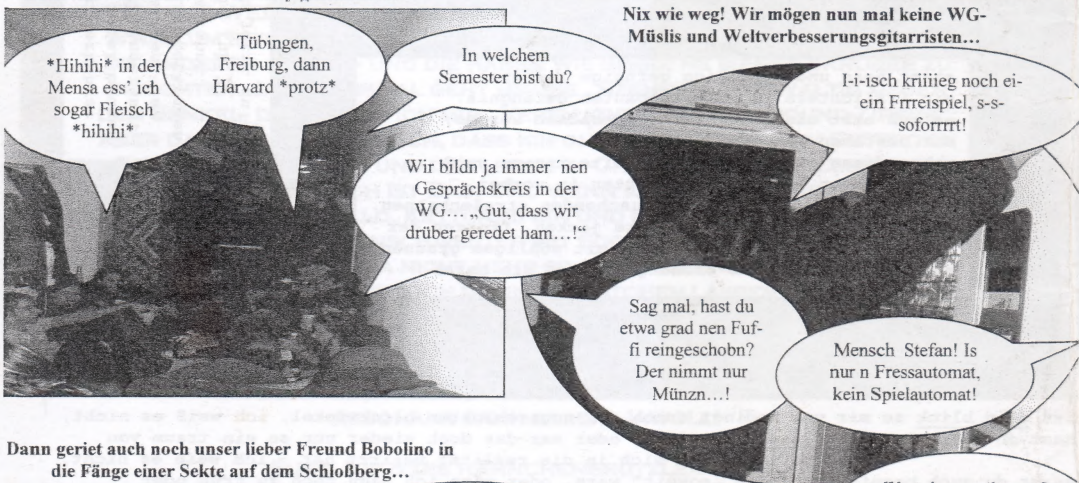 *Hihihi* in der
Mensa ess' ich
sogar Fleisch
*hihihi*
Tübingen,
Freiburg, dann
Harvard *protz*
In welchem
Semester bist du?
Wir bildn ja immer ´nen
Gesprächskreis in der
WG… „Gut, dass wir
drüber geredet ham…!“
Nix wie weg! Wir mögen nun mal keine WG-
Müslis und Weltverbesserungsgitarristen…
I-i-isch kriiiieg noch ei-
ein Frrreispiel, s-s-
soforrrrt!
Sag mal, hast du
etwa grad nen Fuf-
fi reingeschobn?
Der nimmt nur
Münzn…!
Mensch Stefan! Is
nur n Fressautomat,
kein Spielautomat!
Dann geriet auch noch unser lieber Freund Bobolino in
die Fänge einer Sekte auf dem Schloßberg…